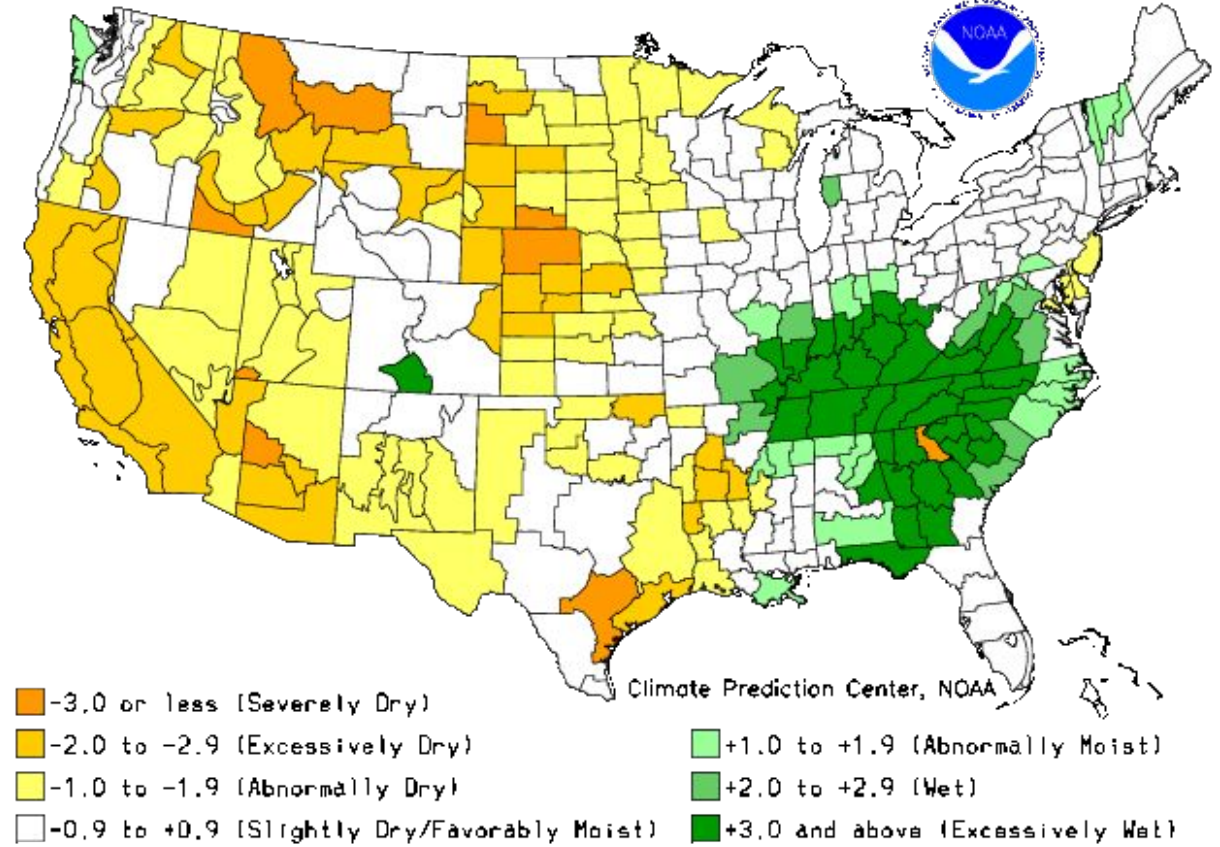 NOAA
Climate Prediction Center, NOAA
-3.0 or less (Severely Dry)
-2.0 to -2.9 (Excessively Dry)
-1.0 to -1.9 (Abnormally Dry)
-0.9 to +0.9 (Slightly Dry/Favorably Moist)
+1.0 to +1.9 (Abnormally Moist)
+2.0 to +2.9 (Wet)
+3.0 and above (Excessively Wet)